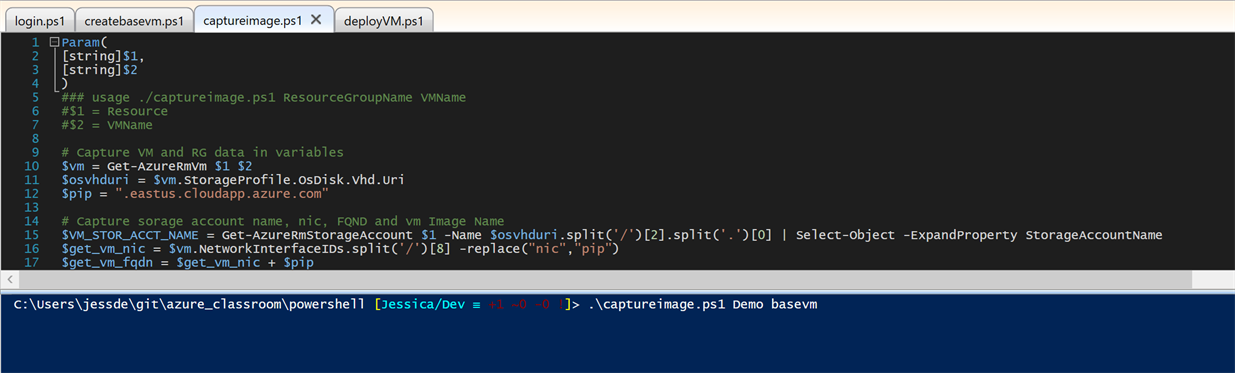 login.ps1 createbasevm.ps1 captureimage.ps1 ✕ deployVM.ps1
1 Param(
2 [string]$1,
3 [string]$2
4 )
5 ### usage ./captureimage.ps1 ResourceGroupName VMName
6 #$1 = Resource
7 #$2 = VMName
8
9 # Capture VM and RG data in variables
10 $vm = Get-AzureRmVm $1 $2
11 $osvhduri = $vm.StorageProfile.OsDisk.Vhd.Uri
12 $pip = ".eastus.cloudapp.azure.com"
13
14 # Capture sorage account name, nic, FQND and vm Image Name
15 $VM_STOR_ACCT_NAME = Get-AzureRmStorageAccount $1 -Name $osvhduri.split('/')[2].split('.')[0] | Select-Object -ExpandProperty StorageAccountName
16 $get_vm_nic = $vm.NetworkInterfaceIDs.split('/')[8] -replace("nic","pip")
17 $get_vm_fqdn = $get_vm_nic + $pip
C:\Users\jessde\git\azure_classroom\powershell [Jessica/Dev ≡ +1 ~0 -0 !]> .\captureimage.ps1 Demo basevm